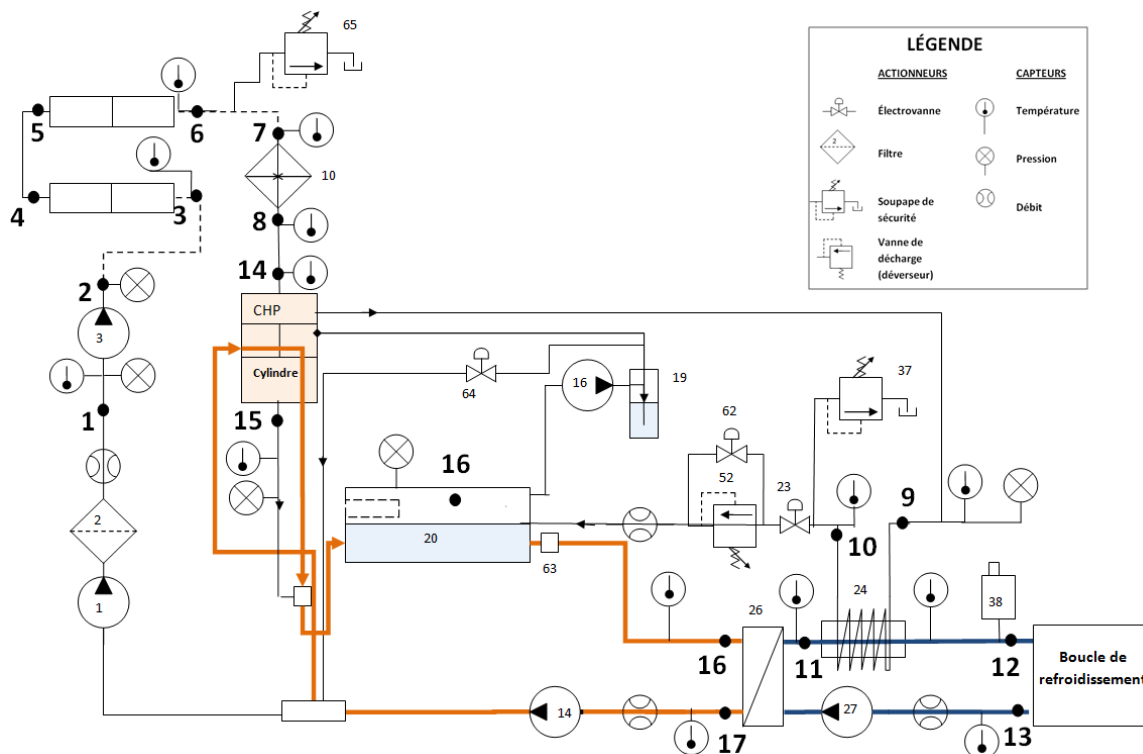 65
LÉGENDE
ACTIONNEURS
CAPTEURS
Électrovanne
Température
2
Filtre
Pression
Soupape de
sécurité
Débit
Vanne de
décharge
(déverseur)
5
6
7
10
4
3
8
14
2
3
CHP
Cylindre
64
16
19
37
62
1
15
52
23
9
16
10
2
20
63
24
26
38
1
16
11
12
Boucle de
refroidissement
14
27
17
13